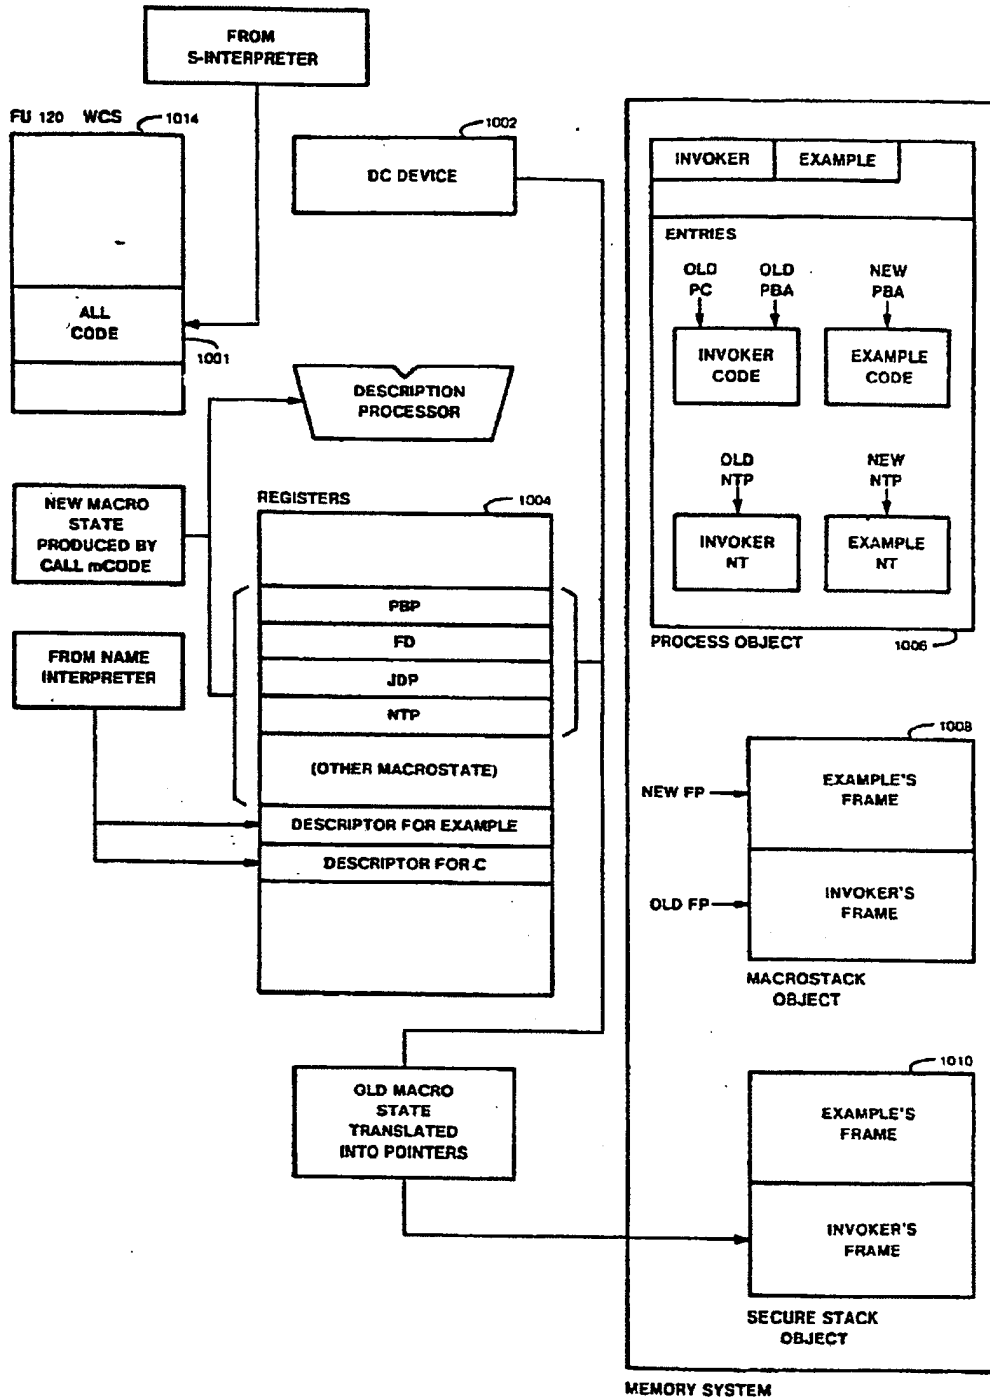 FROM
S-INTERPRETER
FU 120 WCS
1014
1002
DC DEVICE
ALL
CODE
1001
DESCRIPTION
PROCESSOR
NEW MACRO
STATE
PRODUCED BY
CALL mCODE
REGISTERS
1004
PBP
FD
JDP
NTP
(OTHER MACROSTATE)
DESCRIPTOR FOR EXAMPLE
DESCRIPTOR FOR C
FROM NAME
INTERPRETER
OLD MACRO
STATE
TRANSLATED
INTO POINTERS
INVOKER
EXAMPLE
ENTRIES
OLD
PC
OLD
PBA
NEW
PBA
INVOKER
CODE
EXAMPLE
CODE
OLD
NTP
NEW
NTP
INVOKER
NT
EXAMPLE
NT
PROCESS OBJECT
1006
1008
NEW FP
EXAMPLE'S
FRAME
OLD FP
INVOKER'S
FRAME
MACROSTACK
OBJECT
1010
EXAMPLE'S
FRAME
INVOKER'S
FRAME
SECURE STACK
OBJECT
MEMORY SYSTEM